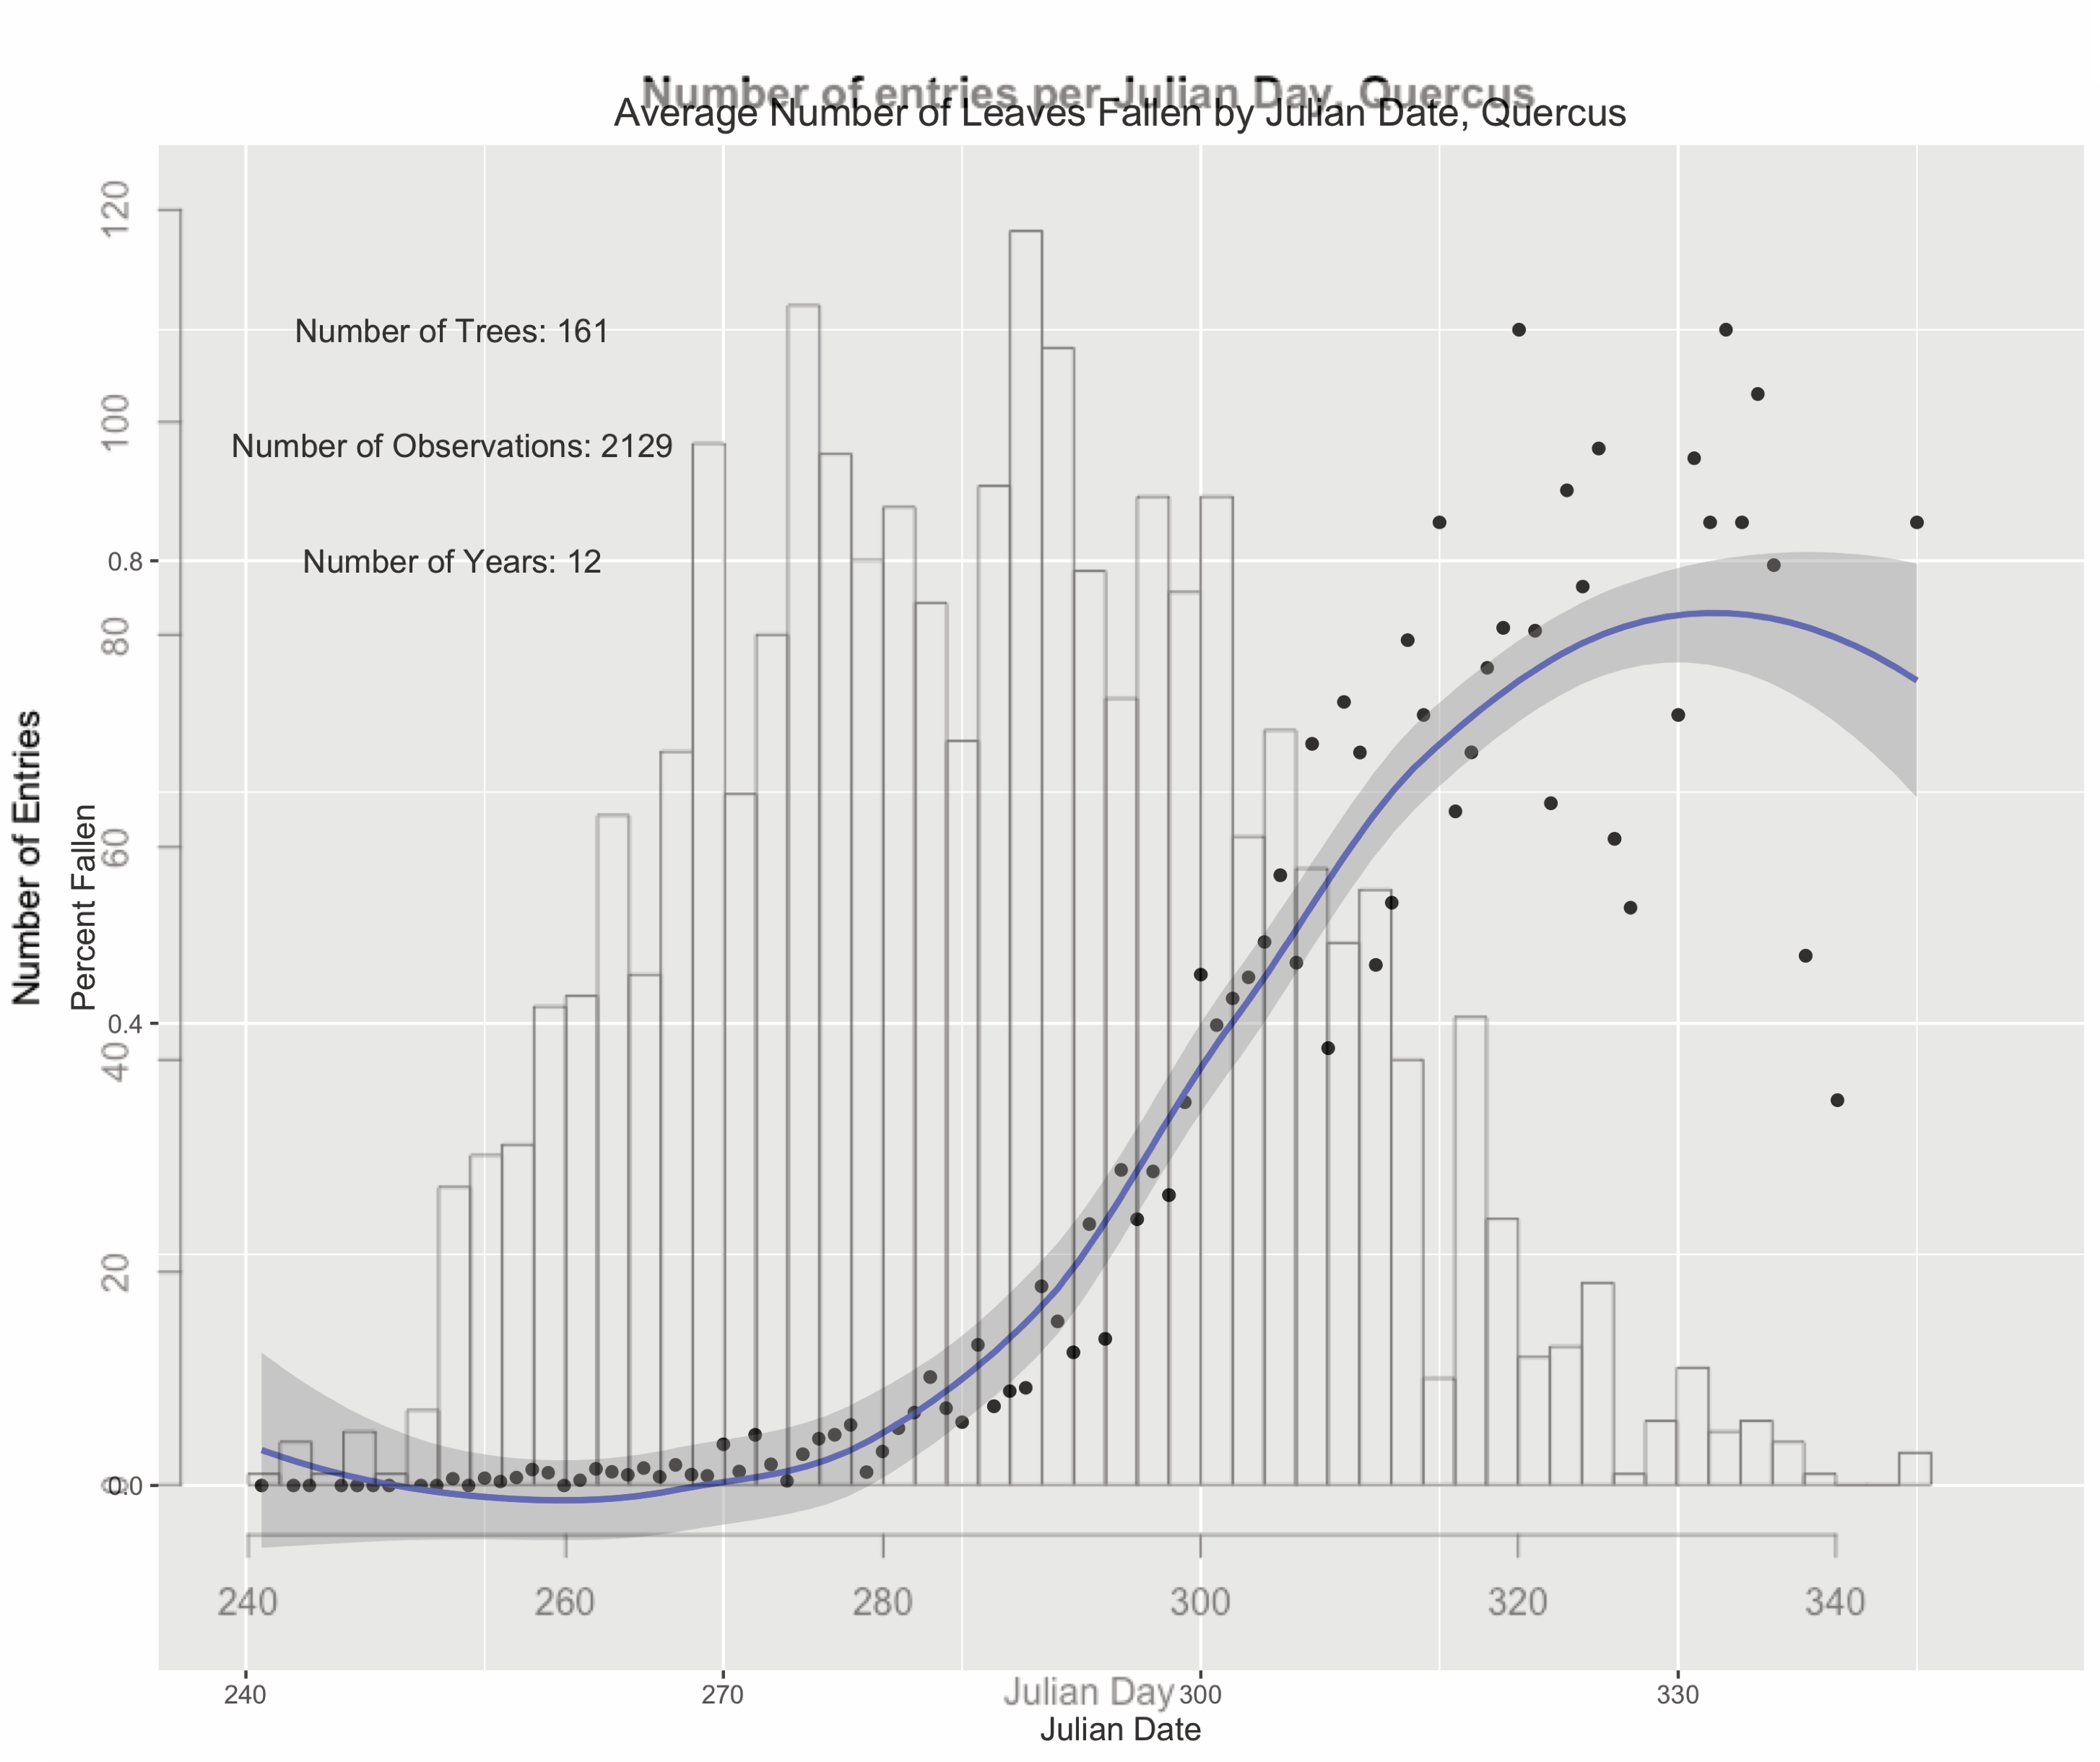 Number of entries per Julian Day, Quercus
Average Number of Leaves Fallen by Julian Date, Quercus
Number of Trees: 161
Number of Observations: 2129
Number of Years: 12
Number of Entries
Percent Fallen
120
100
0.8
80
60
0.4
40
20
0
0.0
240 260 280 300 320 340
240 270 300 330
Julian Day
Julian Date